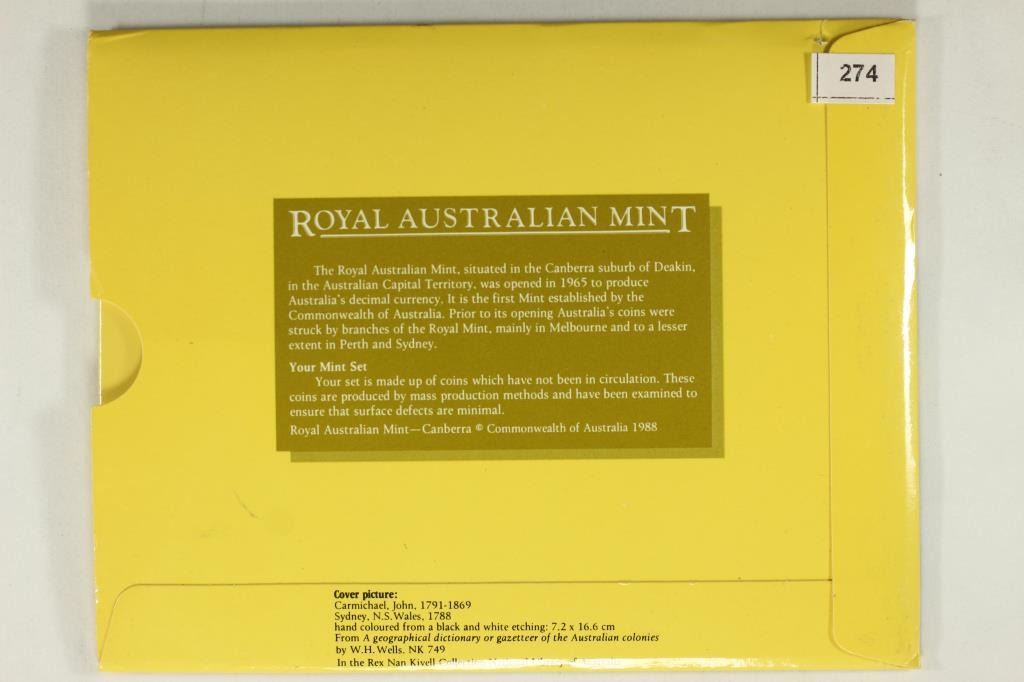 274
ROYAL AUSTRALIAN MINT
The Royal Australian Mint, situated in the Canberra suburb of Deakin,
in the Australian Capital Territory, was opened in 1965 to produce
Australia's decimal currency. It is the first Mint established by the
Commonwealth of Australia. Prior to its opening Australia's coins were
struck by branches of the Royal Mint, mainly in Melbourne and to a lesser
extent in Perth and Sydney.
Your Mint Set
Your set is made up of coins which have not been in circulation. These
coins are produced by mass production methods and have been examined to
ensure that surface defects are minimal.
Royal Australian Mint—Canberra © Commonwealth of Australia 1988
Cover picture:
Carmichael, John, 1791-1869
Sydney, N.S.Wales, 1788
hand coloured from a black and white etching: 7.2 x 16.6 cm
From A geographical dictionary or gazetteer of the Australian colonies
by W.H. Wells. NK 749
In the Rex Nan Kivell